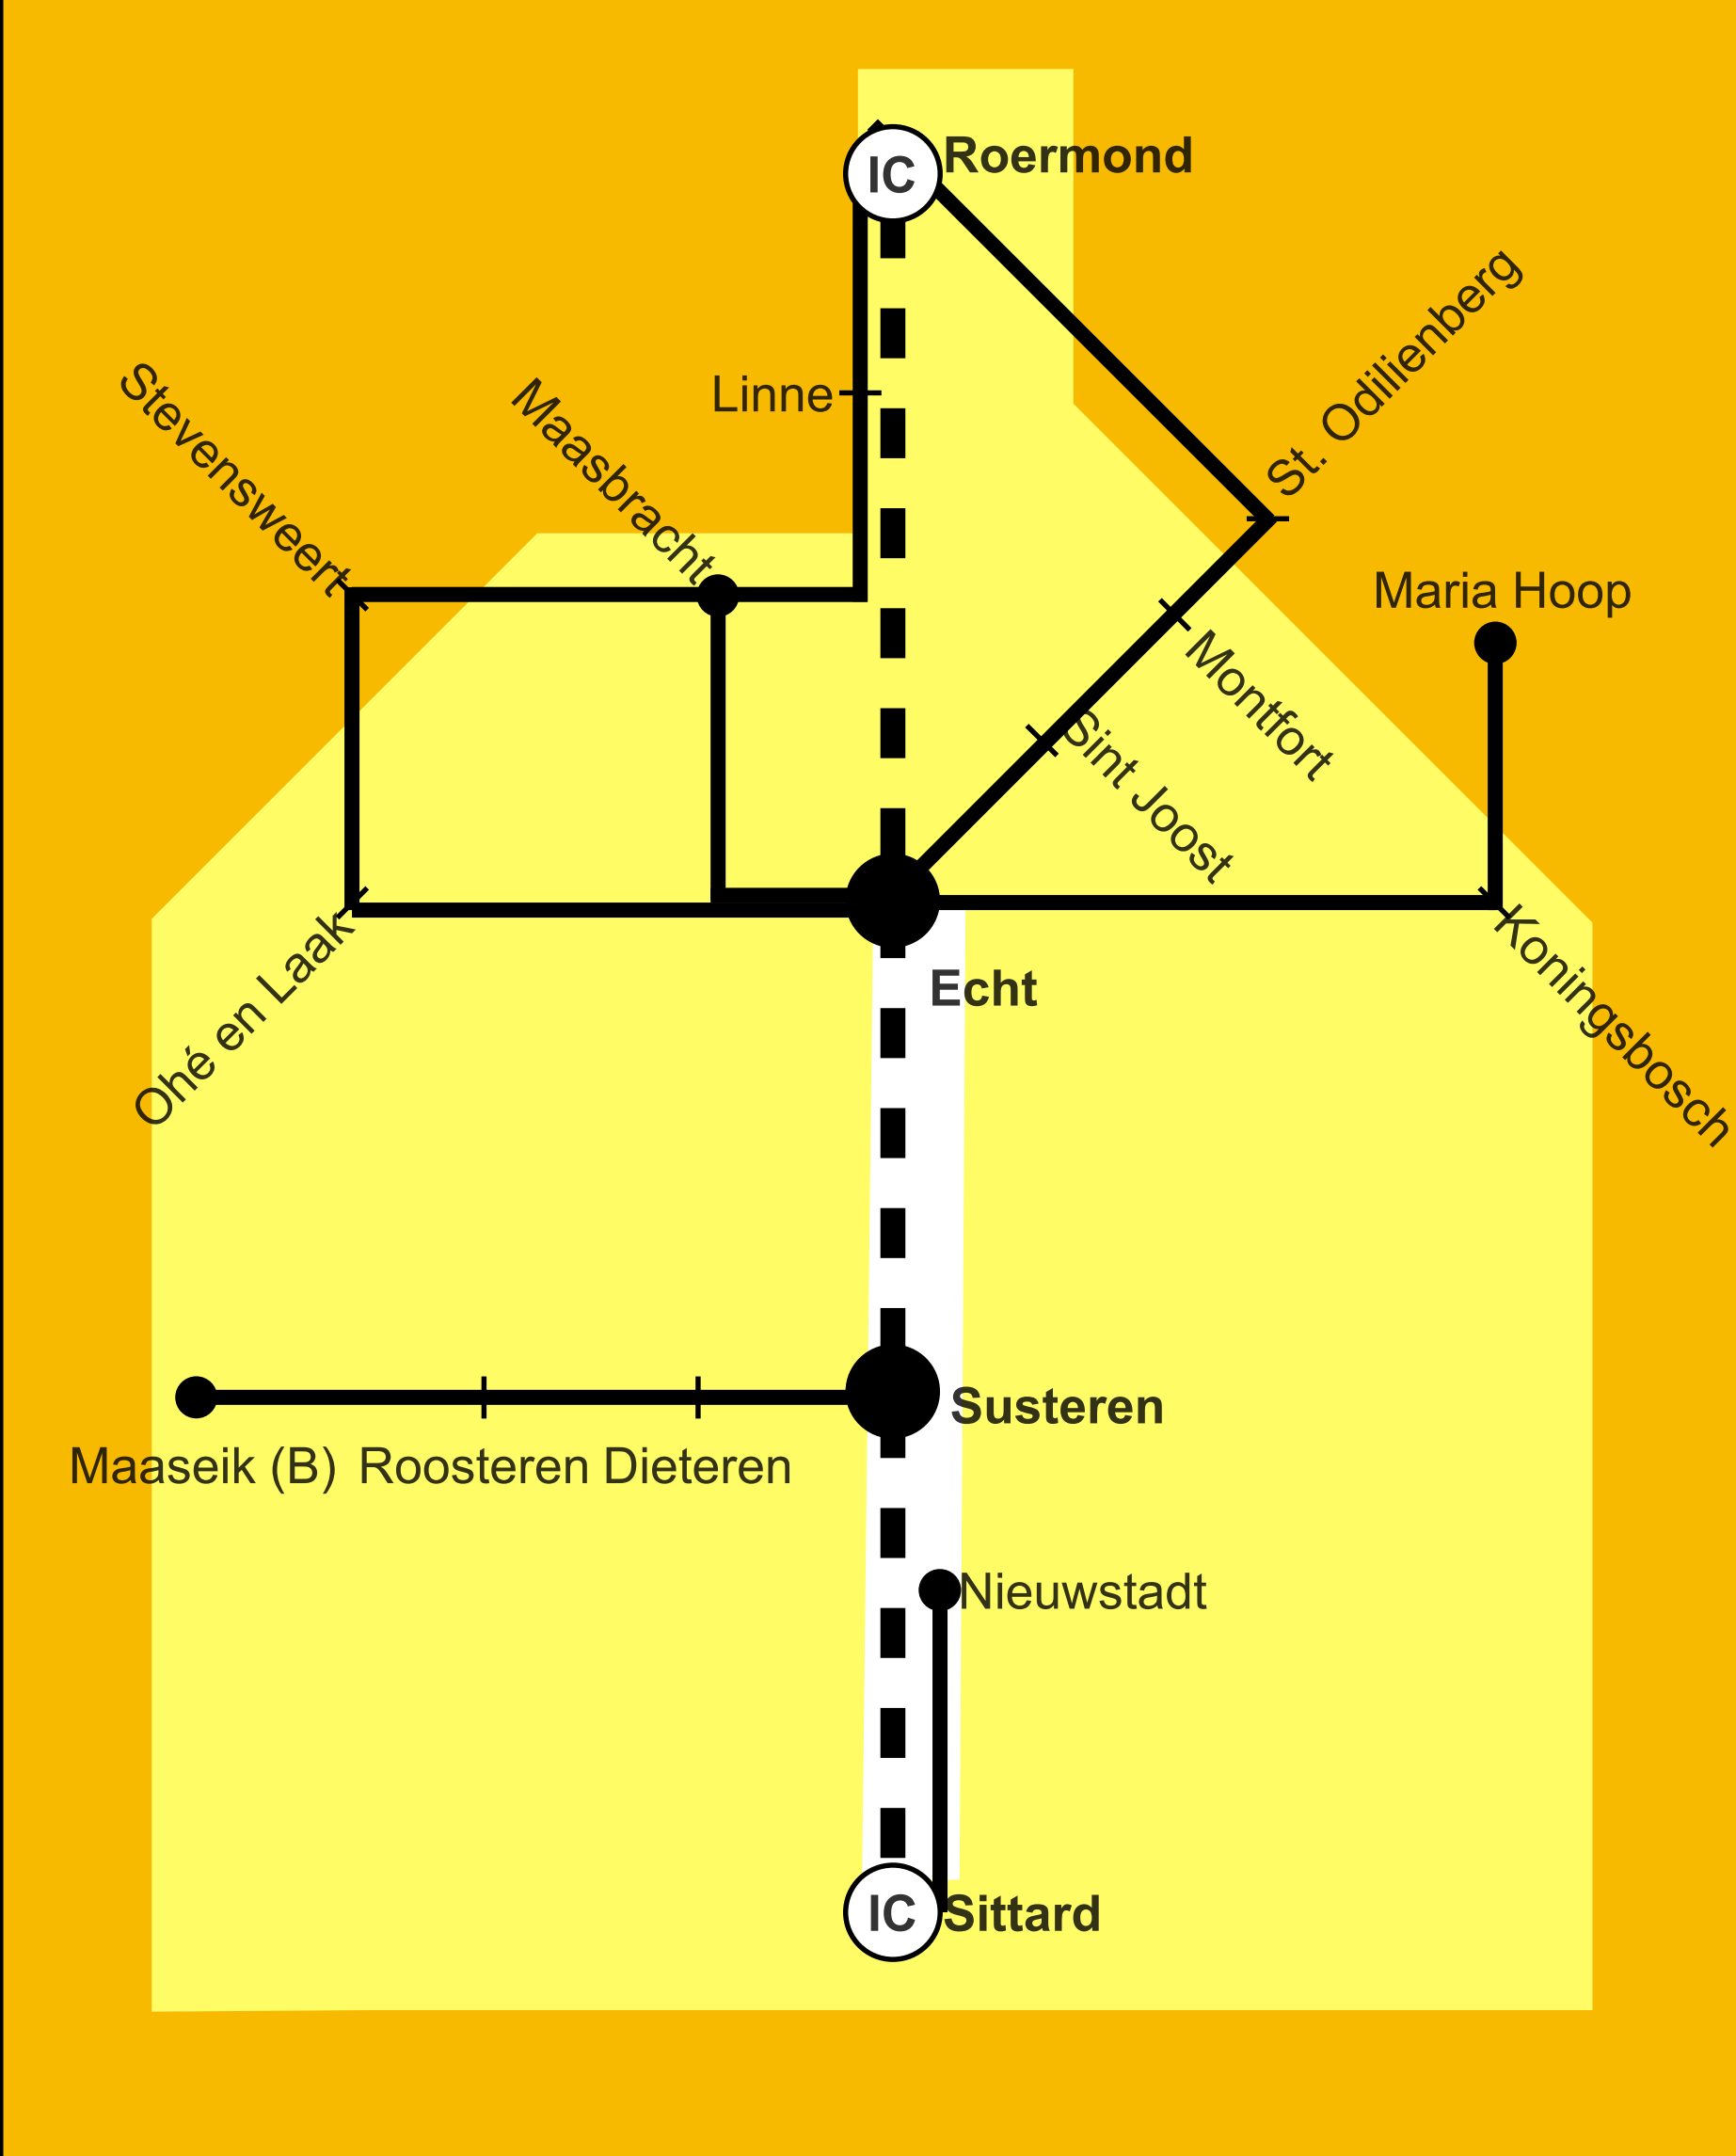 Roermond
IC
St. Odilienberg
Stevensweert
Maasbracht
Linne
Maria Hoop
Montfort
Sint Joost
Ohé en Laak
Echt
Koningsbosch
Susteren
Maaseik (B) Roosteren Dieteren
Nieuwstadt
IC Sittard